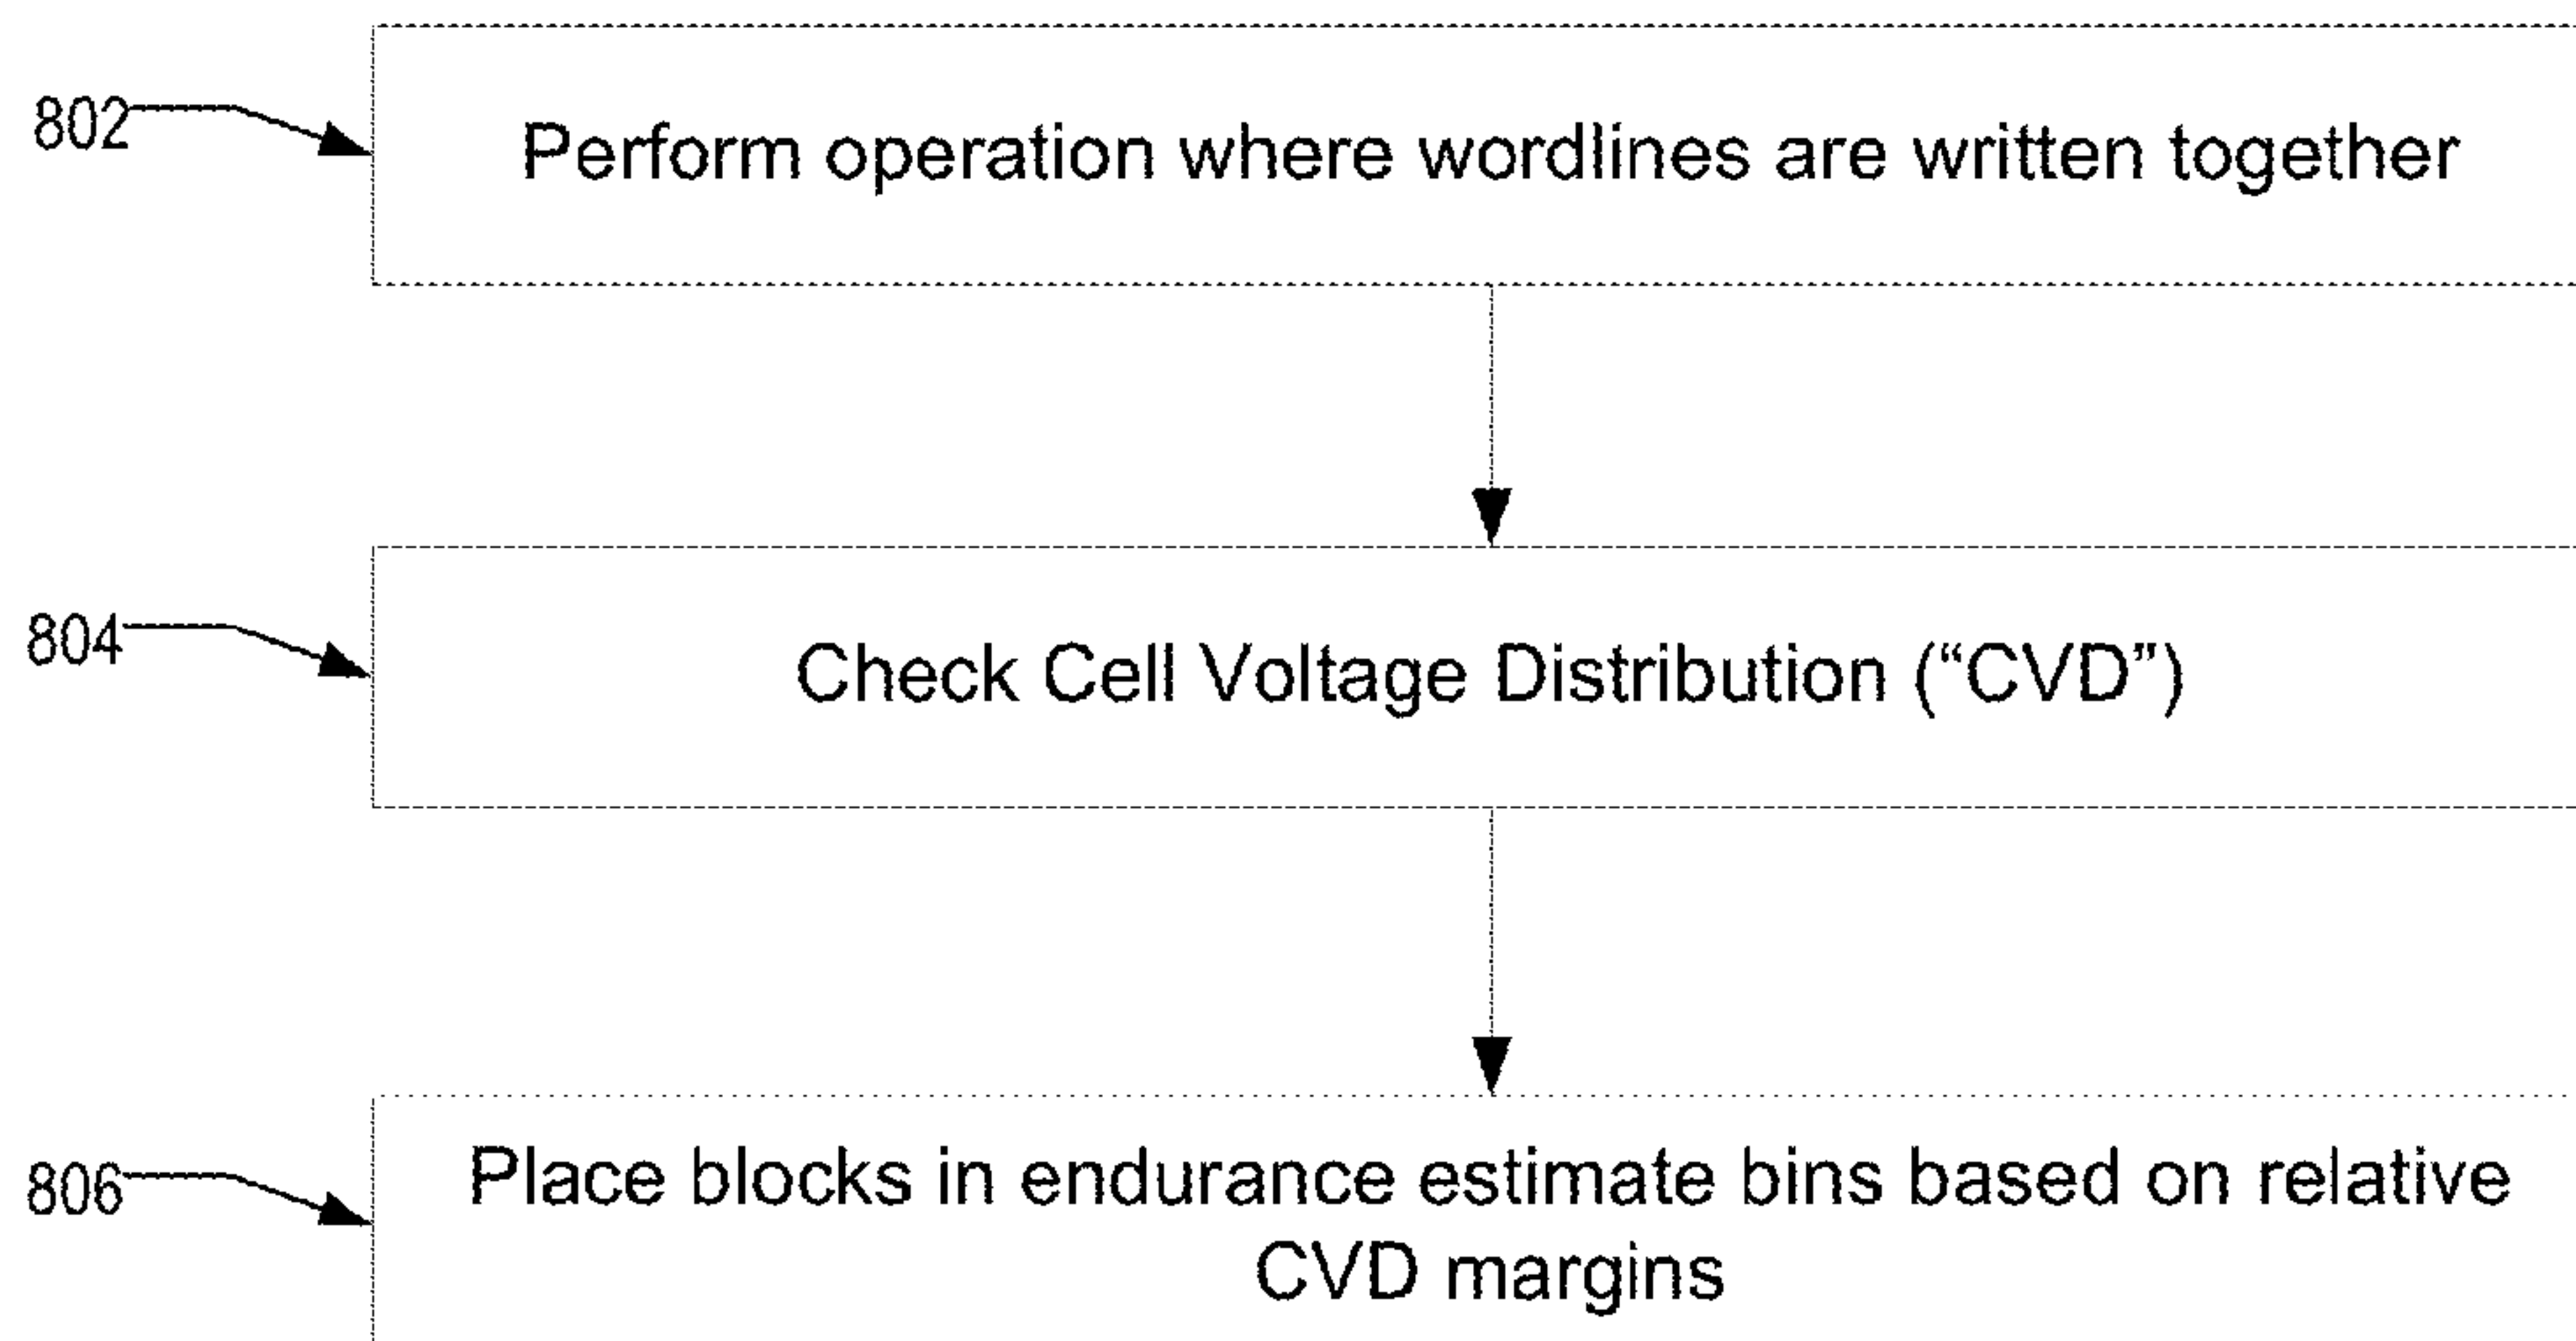 802
Perform operation where wordlines are written together
804
Check Cell Voltage Distribution (“CVD”)
806
Place blocks in endurance estimate bins based on relative
CVD margins